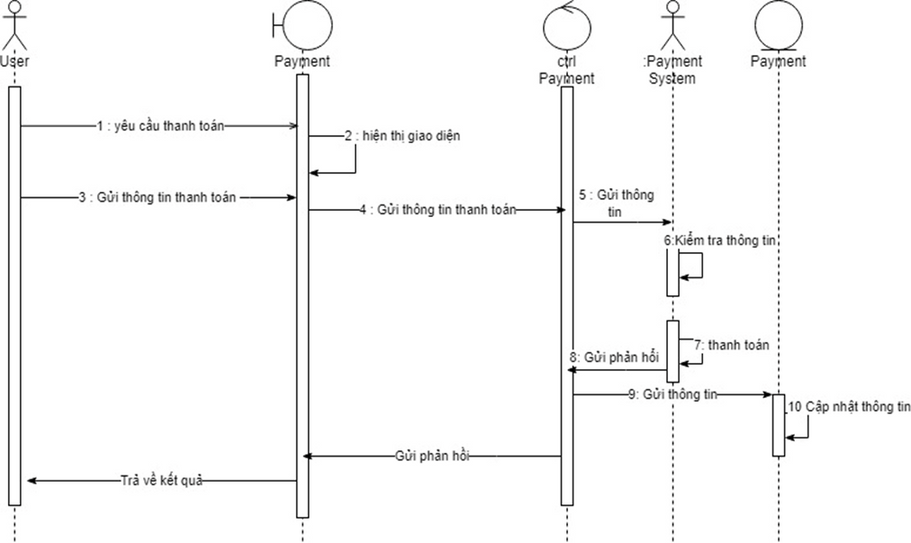 User
Payment
ctrl
Payment
:Payment
System
Payment
1 : yêu cầu thanh toán
2 : hiện thị giao diện
3 : Gửi thông tin thanh toán
4 : Gửi thông tin thanh toán
5 : Gửi thông
tin
6:Kiểm tra thông tin
7: thanh toán
8: Gửi phản hổi
9: Gửi thông tin
10 Cập nhật thông tin
Gửi phản hồi
Trả về kết quả